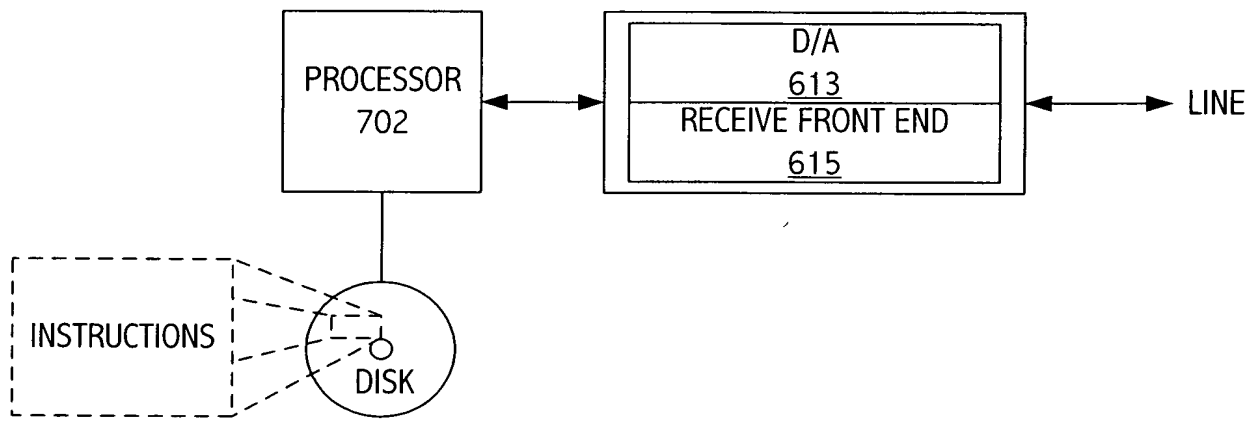 PROCESSOR
702
D/A
613
RECEIVE FRONT END
615
LINE
INSTRUCTIONS
DISK